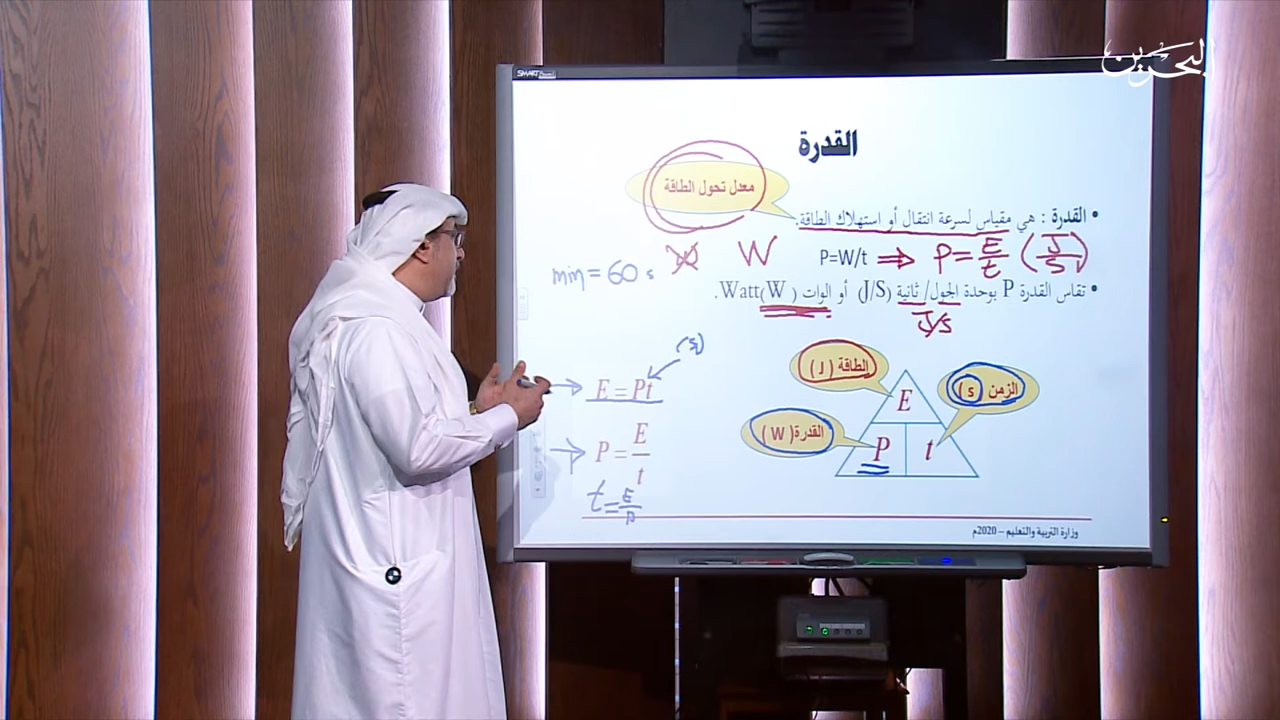 البحرين
SMART
القدرة
معدل تحول الطاقة
• القدرة : هي مقياس لسرعة انتقال أو استهلاك الطاقة.
P=W/t ⇒ P = E/t (J/s)
W
min = 60 s
• تقاس القدرة P بوحدة الجول/ ثانية (J/S) أو الوات Watt(W ) .
J/s
(s)
الطاقة ( J )
الزمن ( s )
القدرة( W )
E
P t
→ E = Pt
→ P = E/t
t = E/P
وزارة التربية والتعليم – 2020م